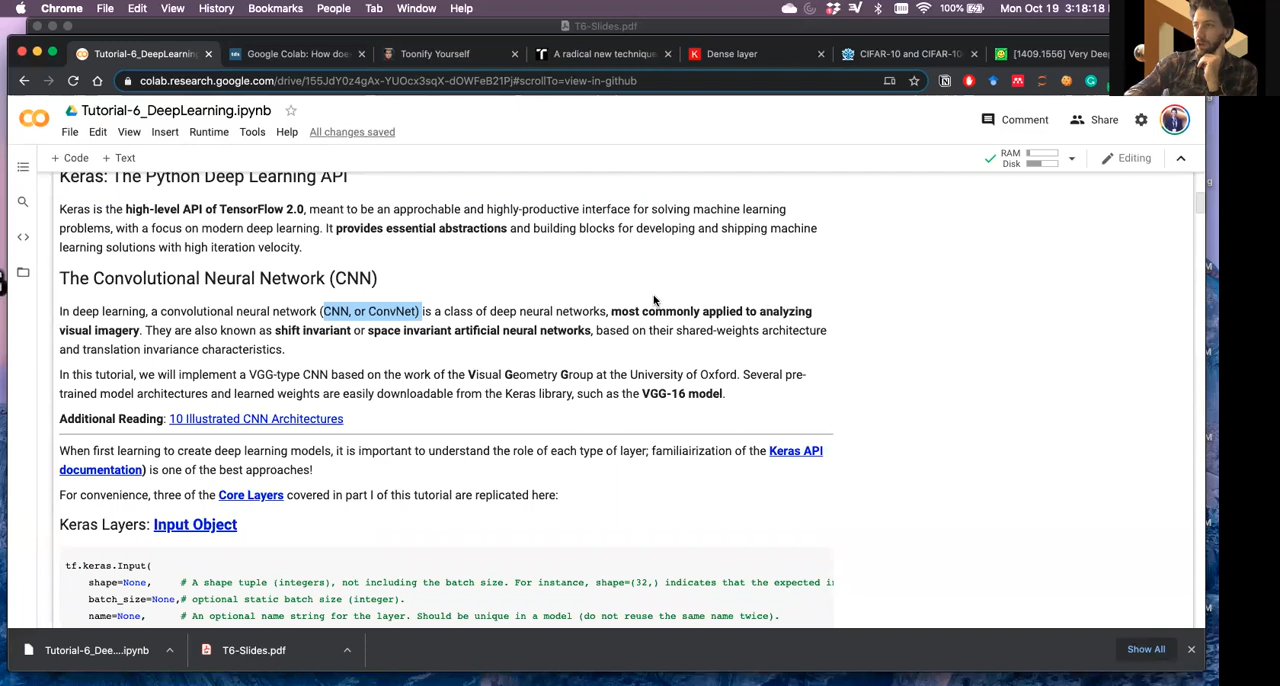 Chrome File Edit View History Bookmarks People Tab Window Help 100% Mon Oct 19 3:18:18 PM
T6-Slides.pdf
Tutorial-6_DeepLearning Google Colab: How does Toonify Yourself A radical new technique Dense layer CIFAR-10 and CIFAR-10 [1409.1556] Very Deep
colab.research.google.com/drive/155JdY0z4gAx-YUOcx3sqX-dOWFeB21Pj#scrollTo=view-in-github
Tutorial-6_DeepLearning.ipynb
Comment Share
File Edit View Insert Runtime Tools Help All changes saved
+ Code + Text
RAM
Disk
Editing
Keras: The Python Deep Learning API
Keras is the high-level API of TensorFlow 2.0, meant to be an approchable and highly-productive interface for solving machine learning
problems, with a focus on modern deep learning. It provides essential abstractions and building blocks for developing and shipping machine
learning solutions with high iteration velocity.
The Convolutional Neural Network (CNN)
In deep learning, a convolutional neural network (CNN, or ConvNet) is a class of deep neural networks, most commonly applied to analyzing
visual imagery. They are also known as shift invariant or space invariant artificial neural networks, based on their shared-weights architecture
and translation invariance characteristics.
In this tutorial, we will implement a VGG-type CNN based on the work of the Visual Geometry Group at the University of Oxford. Several pre-
trained model architectures and learned weights are easily downloadable from the Keras library, such as the VGG-16 model.
Additional Reading: 10 Illustrated CNN Architectures
When first learning to create deep learning models, it is important to understand the role of each type of layer; familiairization of the Keras API
documentation) is one of the best approaches!
For convenience, three of the Core Layers covered in part I of this tutorial are replicated here:
Keras Layers: Input Object
tf.keras.Input(
shape=None, # A shape tuple (integers), not including the batch size. For instance, shape=(32,) indicates that the expected in
batch_size=None,# optional static batch size (integer).
name=None, # An optional name string for the layer. Should be unique in a model (do not reuse the same name twice).
Tutorial-6_Dee....ipynb T6-Slides.pdf Show All